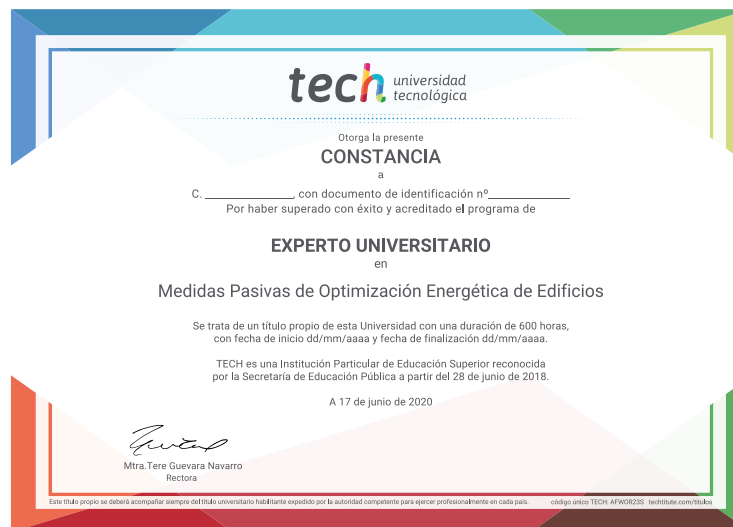 tech universidad
tecnológica
Otorga la presente
CONSTANCIA
a
C. ______________, con documento de identificación nº______________
Por haber superado con éxito y acreditado el programa de
EXPERTO UNIVERSITARIO
en
Medidas Pasivas de Optimización Energética de Edificios
Se trata de un título propio de esta Universidad con una duración de 600 horas,
con fecha de inicio dd/mm/aaaa y fecha de finalización dd/mm/aaaa.
TECH es una Institución Particular de Educación Superior reconocida
por la Secretaría de Educación Pública a partir del 28 de junio de 2018.
A 17 de junio de 2020
Mtra.Tere Guevara Navarro
Rectora
Este título propio se deberá acompañar siempre del título universitario habilitante expedido por la autoridad competente para ejercer profesionalmente en cada país. código único TECH: AFWOR23S techtitute.com/titulos